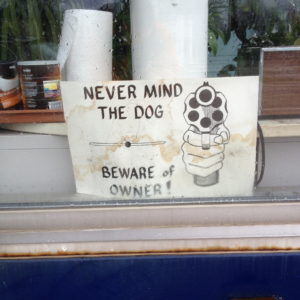 NEVER MIND
THE DOG
BEWARE of
OWNER!